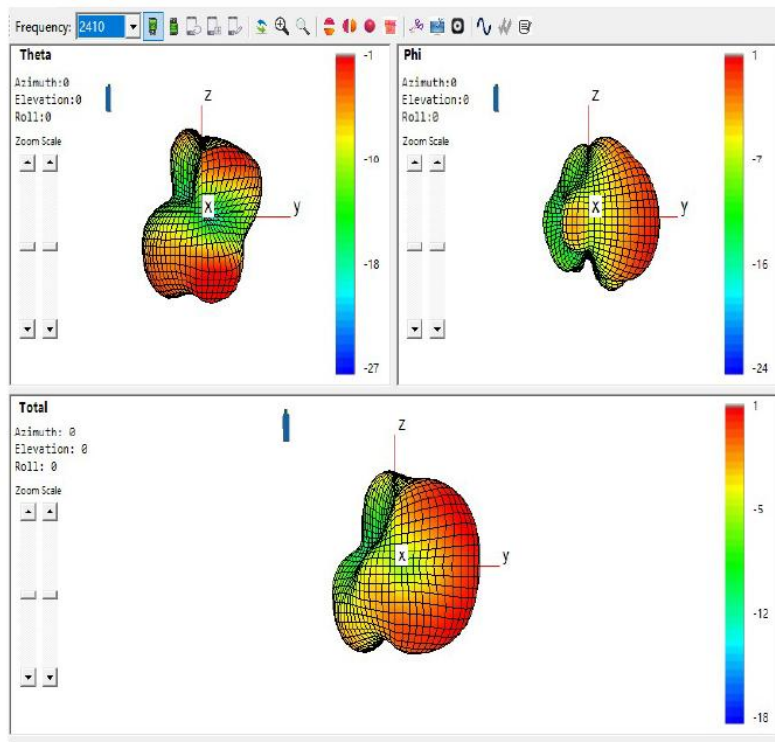 Frequency: 2410
Theta
Azimuth:0
Elevation:0
Roll:0
Zoom Scale
z
X
y
-1
-10
-18
-27
Phi
Azimuth:0
Elevation:0
Roll:0
Zoom Scale
z
X
y
1
-7
-16
-24
Total
Azimuth: 0
Elevation: 0
Roll: 0
Zoom Scale
z
x
y
1
-5
-12
-18